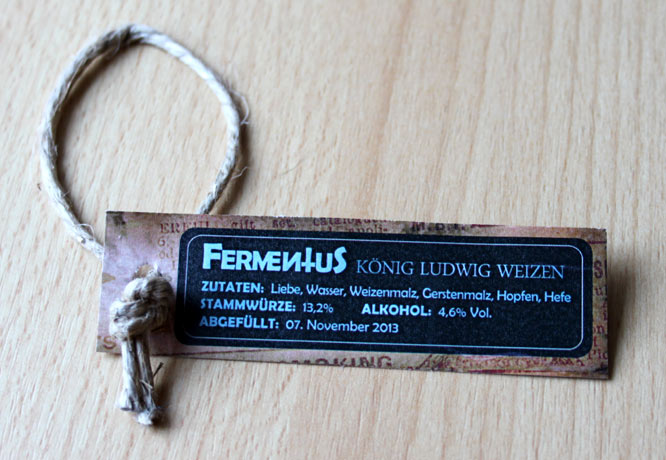 FERMENTUS KÖNIG LUDWIG WEIZEN
ZUTATEN: Liebe, Wasser, Weizenmalz, Gerstenmalz, Hopfen, Hefe
STAMMWÜRZE: 13,2% ALKOHOL: 4,6% Vol.
ABGEFÜLLT: 07. November 2013